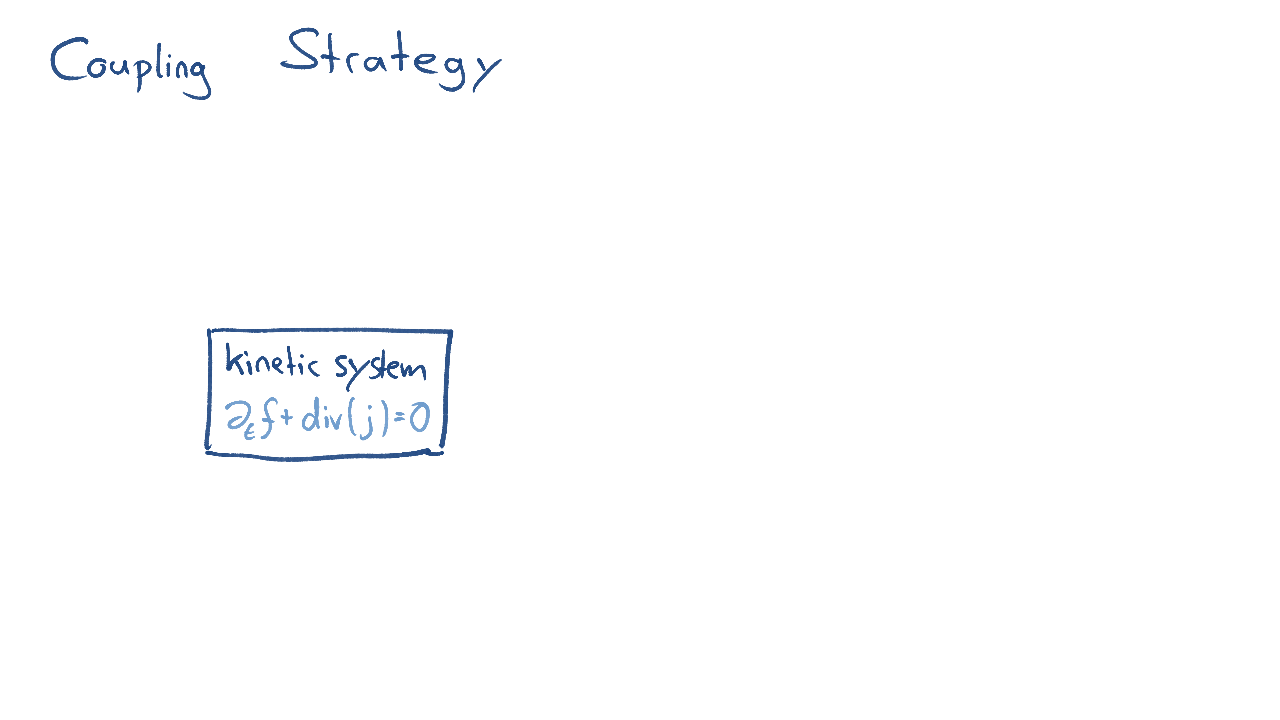 Coupling Strategy
kinetic system
∂ₜf + div(j) = 0